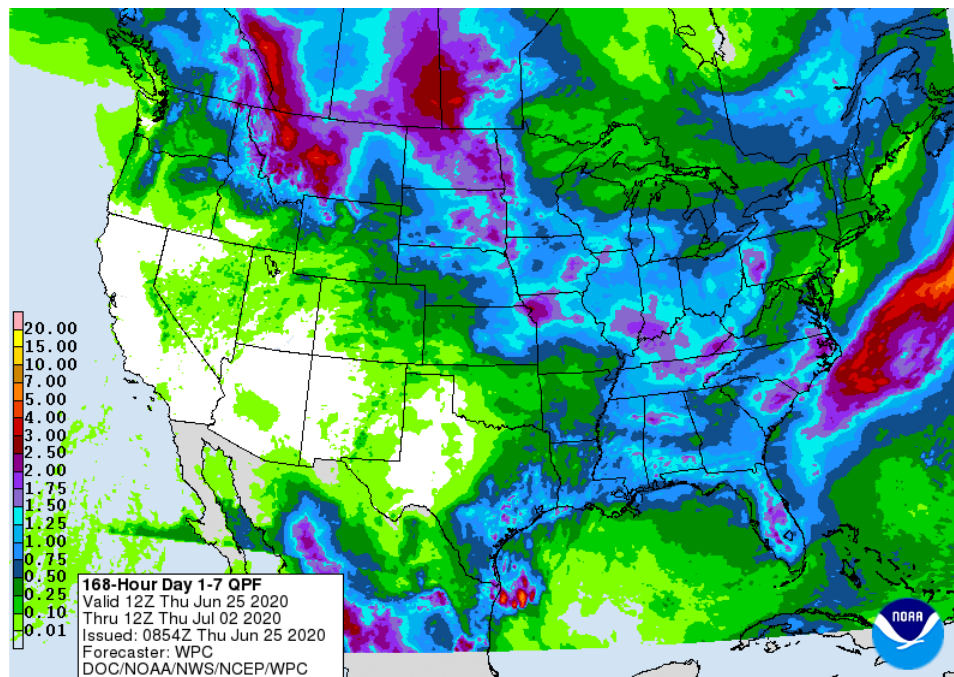 20.00
15.00
10.00
7.00
5.00
4.00
3.00
2.50
2.00
1.75
1.50
1.25
1.00
0.75
0.50
0.25
0.10
0.01
168-Hour Day 1-7 QPF
Valid 12Z Thu Jun 25 2020
Thru 12Z Thu Jul 02 2020
Issued: 0854Z Thu Jun 25 2020
Forecaster: WPC
DOC/NOAA/NWS/NCEP/WPC
NOAA